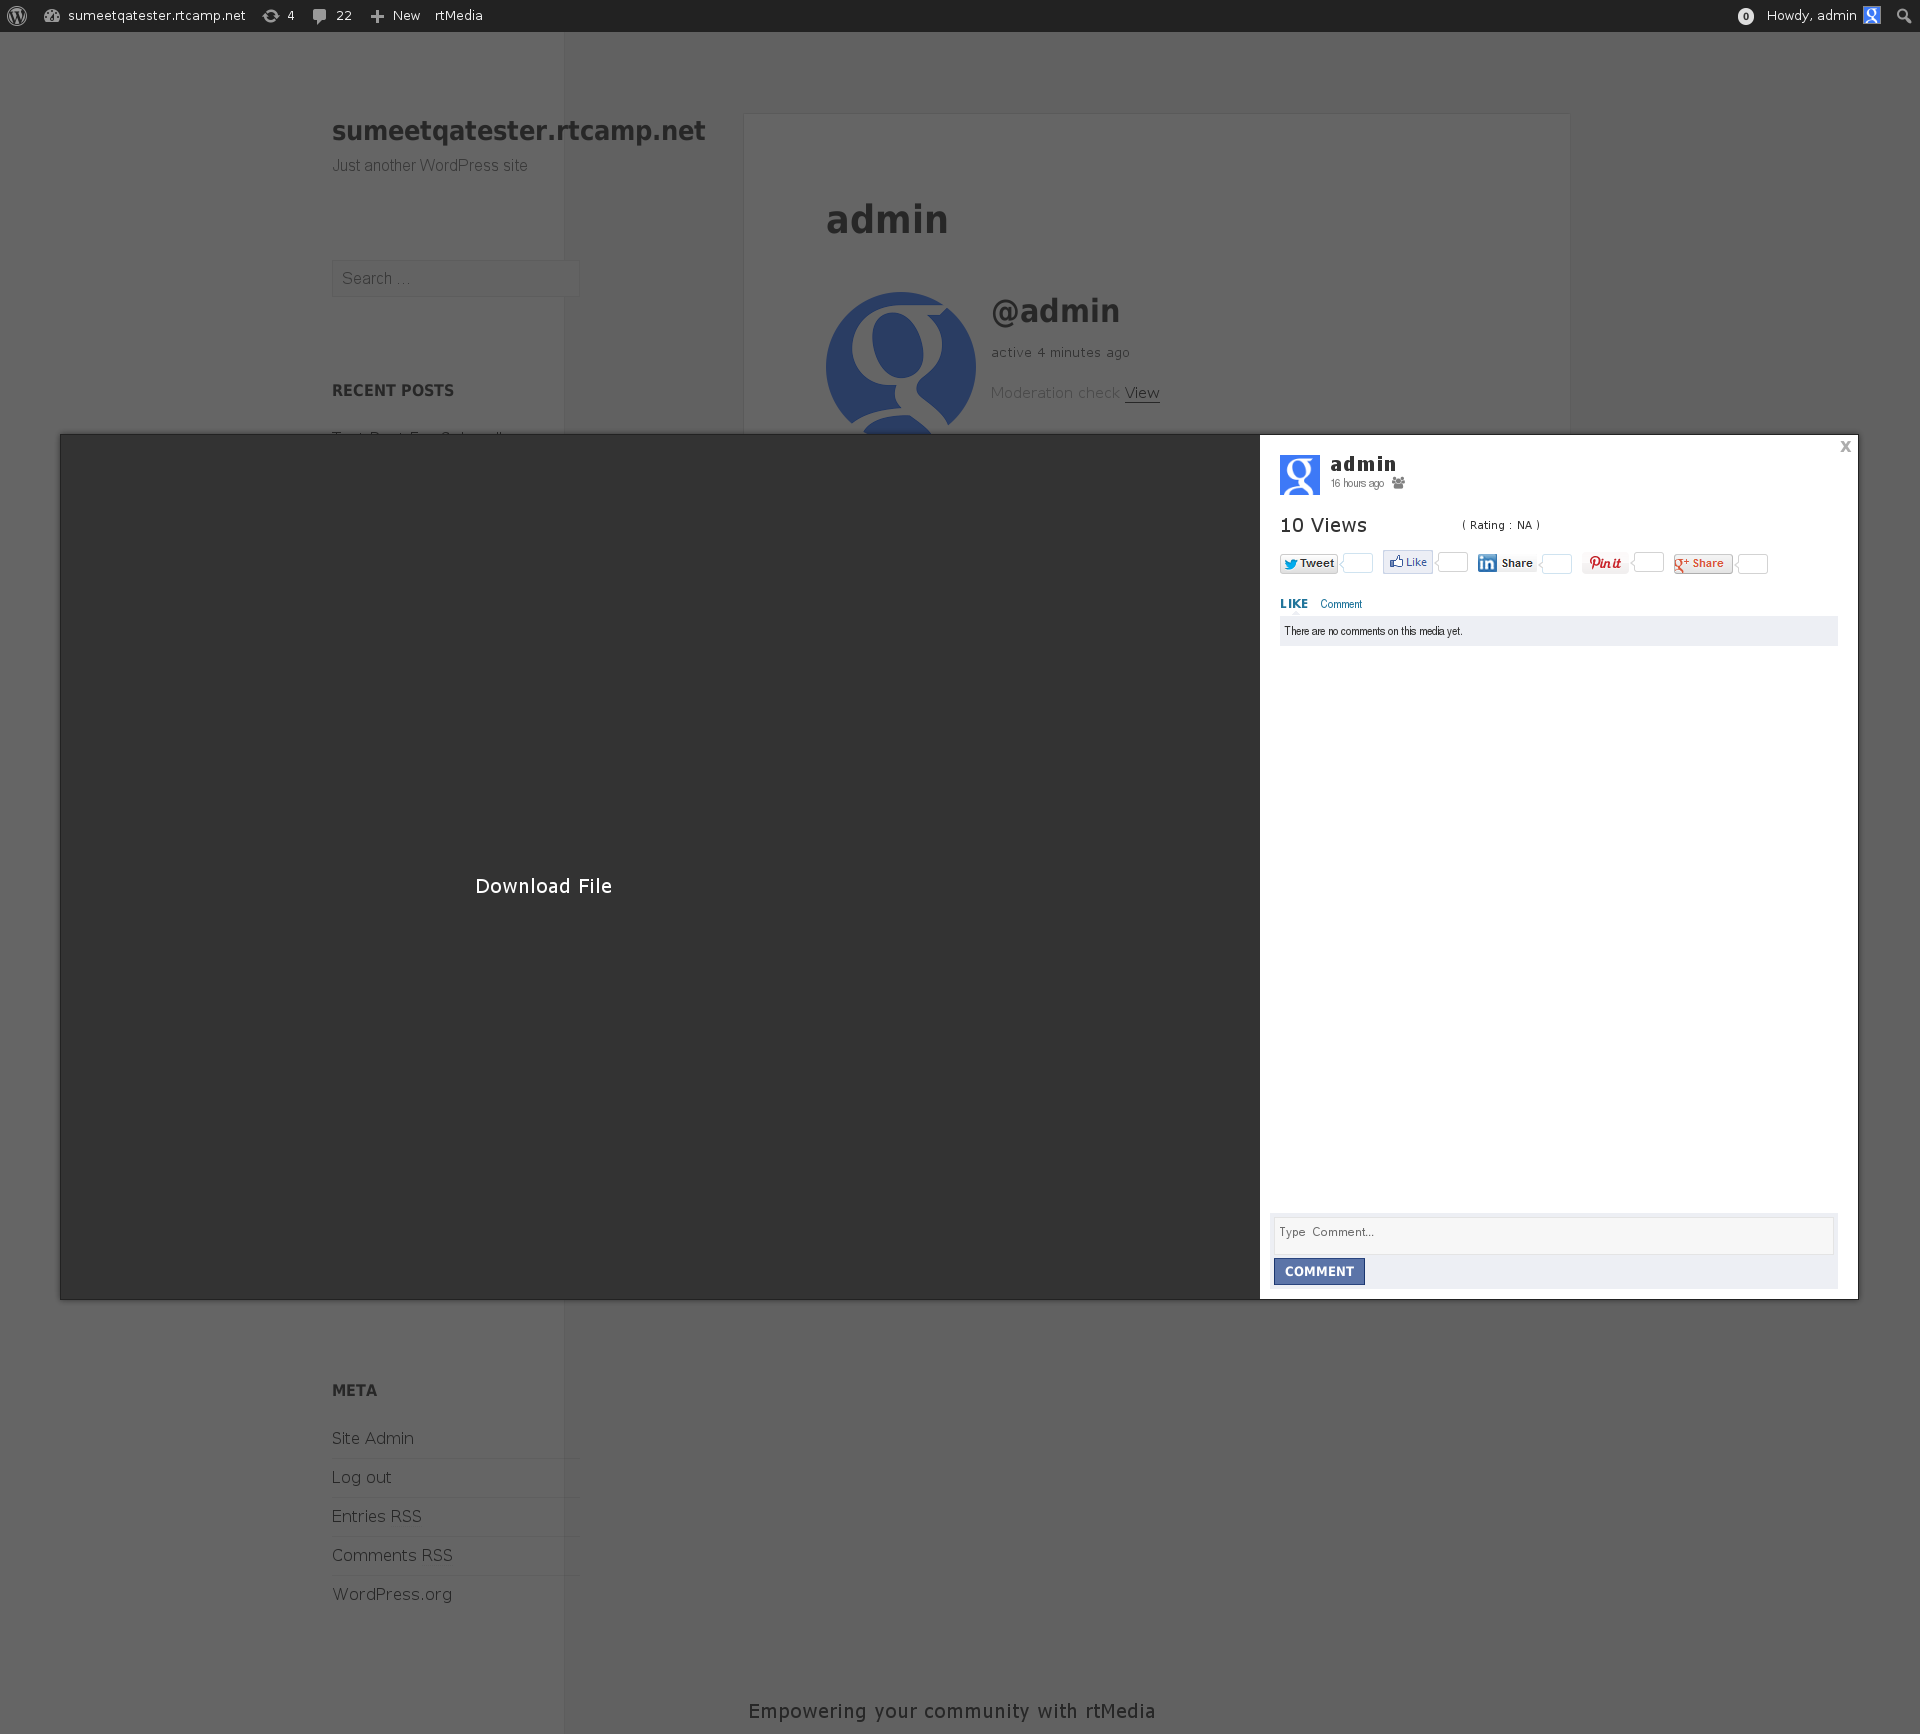 sumeetqatester.rtcamp.net 4 22 New rtMedia 0 Howdy, admin
sumeetqatester.rtcamp.net
Just another WordPress site
Search ...
RECENT POSTS
admin
@admin
active 4 minutes ago
Moderation check View
X
admin
16 hours ago
10 Views ( Rating : NA )
Tweet Like in Share Pin it g+ Share
LIKE Comment
There are no comments on this media yet.
Download File
Type Comment...
COMMENT
META
Site Admin
Log out
Entries RSS
Comments RSS
WordPress.org
Empowering your community with rtMedia